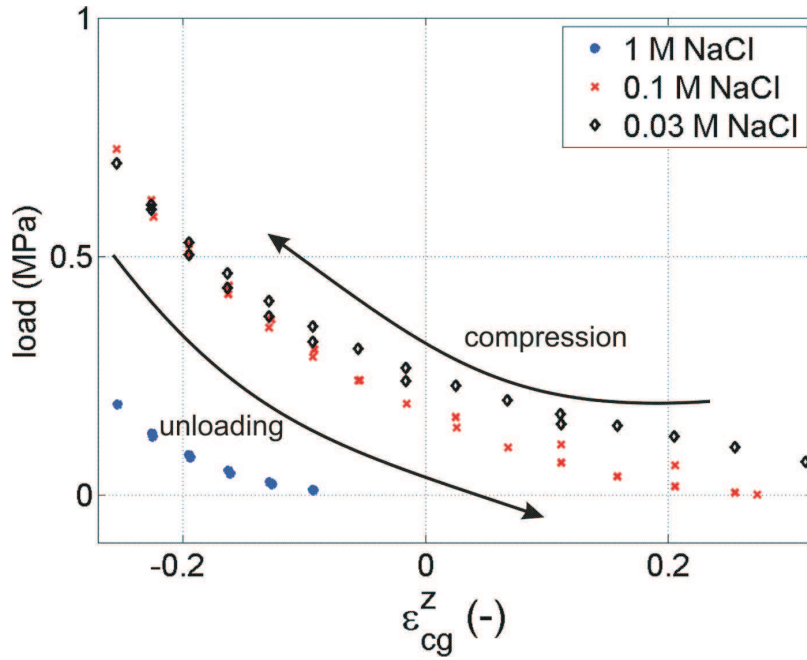 1
1 M NaCl
0.1 M NaCl
0.03 M NaCl
load (MPa)
0.5
compression
unloading
0
-0.2
0
0.2
ε_cg^z (-)